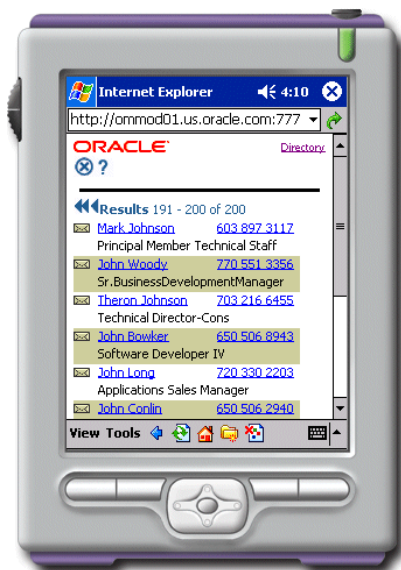 Internet Explorer 4:10
http://ommod01.us.oracle.com:777
ORACLE
Directory
?
Results 191 - 200 of 200
Mark Johnson 603 897 3117
Principal Member Technical Staff
John Woody 770 551 3356
Sr.BusinessDevelopmentManager
Theron Johnson 703 216 6455
Technical Director-Cons
John Bowker 650 506 8943
Software Developer IV
John Long 720 330 2203
Applications Sales Manager
John Conlin 650 506 2940
View Tools